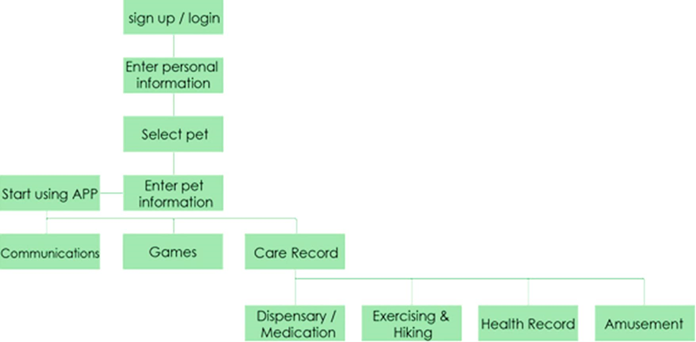 sign up / login
Enter personal
information
Select pet
Start using APP
Enter pet
information
Communications
Games
Care Record
Dispensary /
Medication
Exercising &
Hiking
Health Record
Amusement